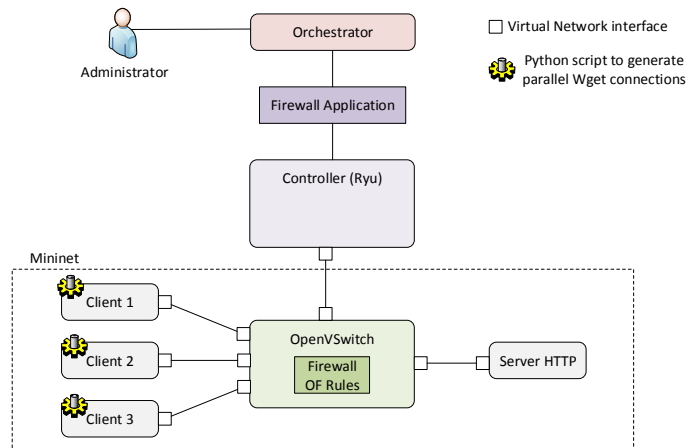 Orchestrator
Virtual Network interface
Administrator
Python script to generate
parallel Wget connections
Firewall Application
Controller (Ryu)
Mininet
Client 1
Client 2
Client 3
OpenVSwitch
Firewall
OF Rules
Server HTTP